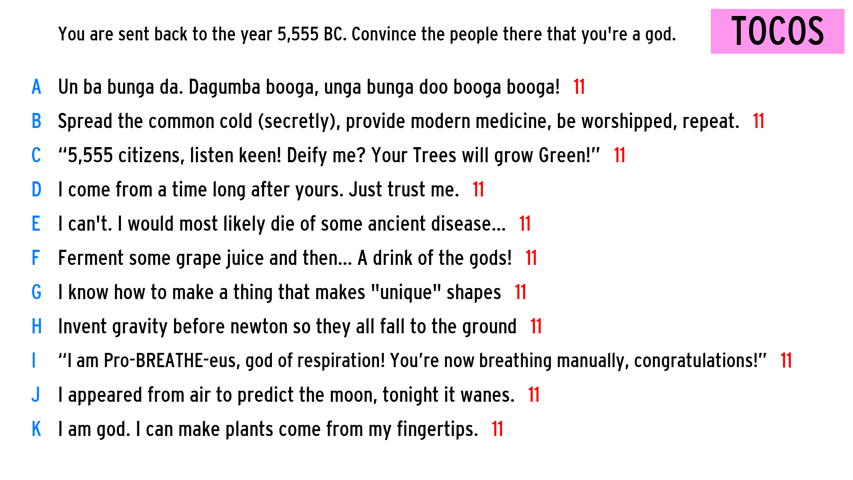 You are sent back to the year 5,555 BC. Convince the people there that you're a god.
TOCOS
A Un ba bunga da. Dagumba booga, unga bunga doo booga booga! 11
B Spread the common cold (secretly), provide modern medicine, be worshipped, repeat. 11
C “5,555 citizens, listen keen! Deify me? Your Trees will grow Green!” 11
D I come from a time long after yours. Just trust me. 11
E I can't. I would most likely die of some ancient disease... 11
F Ferment some grape juice and then... A drink of the gods! 11
G I know how to make a thing that makes "unique" shapes 11
H Invent gravity before newton so they all fall to the ground 11
I “I am Pro-BREATHE-eus, god of respiration! You’re now breathing manually, congratulations!” 11
J I appeared from air to predict the moon, tonight it wanes. 11
K I am god. I can make plants come from my fingertips. 11